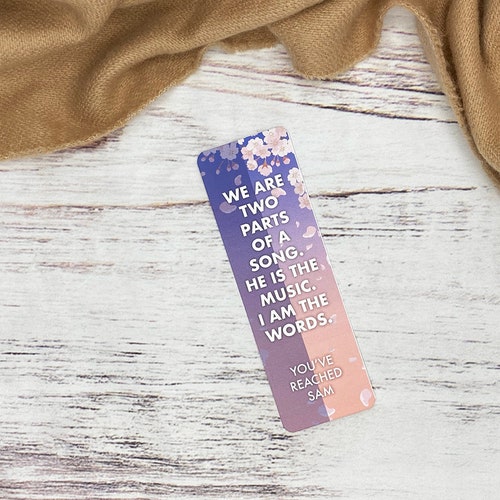 WE ARE
TWO
PARTS
OF A
SONG.
HE IS THE
MUSIC.
I AM THE
WORDS.
YOU'VE
REACHED
SAM